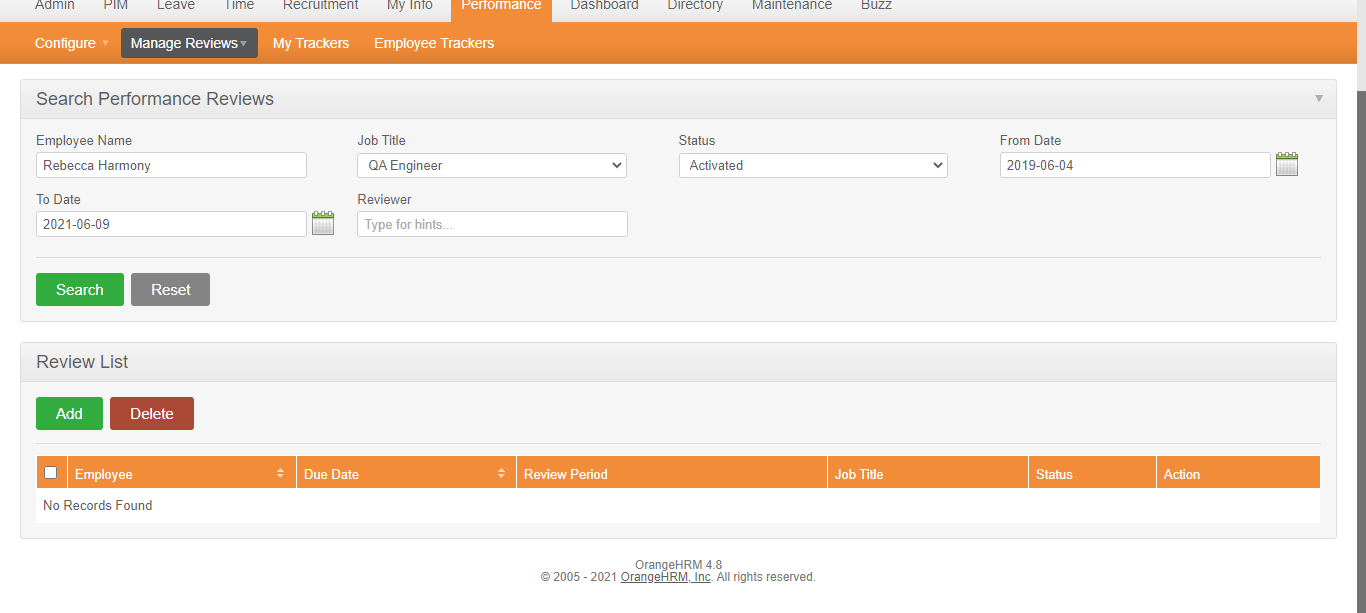 Admin PIM Leave Time Recruitment My Info Performance Dashboard Directory Maintenance Buzz
Configure Manage Reviews My Trackers Employee Trackers
Search Performance Reviews
Employee Name Job Title Status From Date
Rebecca Harmony QA Engineer Activated 2019-06-04
To Date Reviewer
2021-06-09 Type for hints...
Search Reset
Review List
Add Delete
Employee Due Date Review Period Job Title Status Action
No Records Found
OrangeHRM 4.8
© 2005 - 2021 OrangeHRM, Inc. All rights reserved.